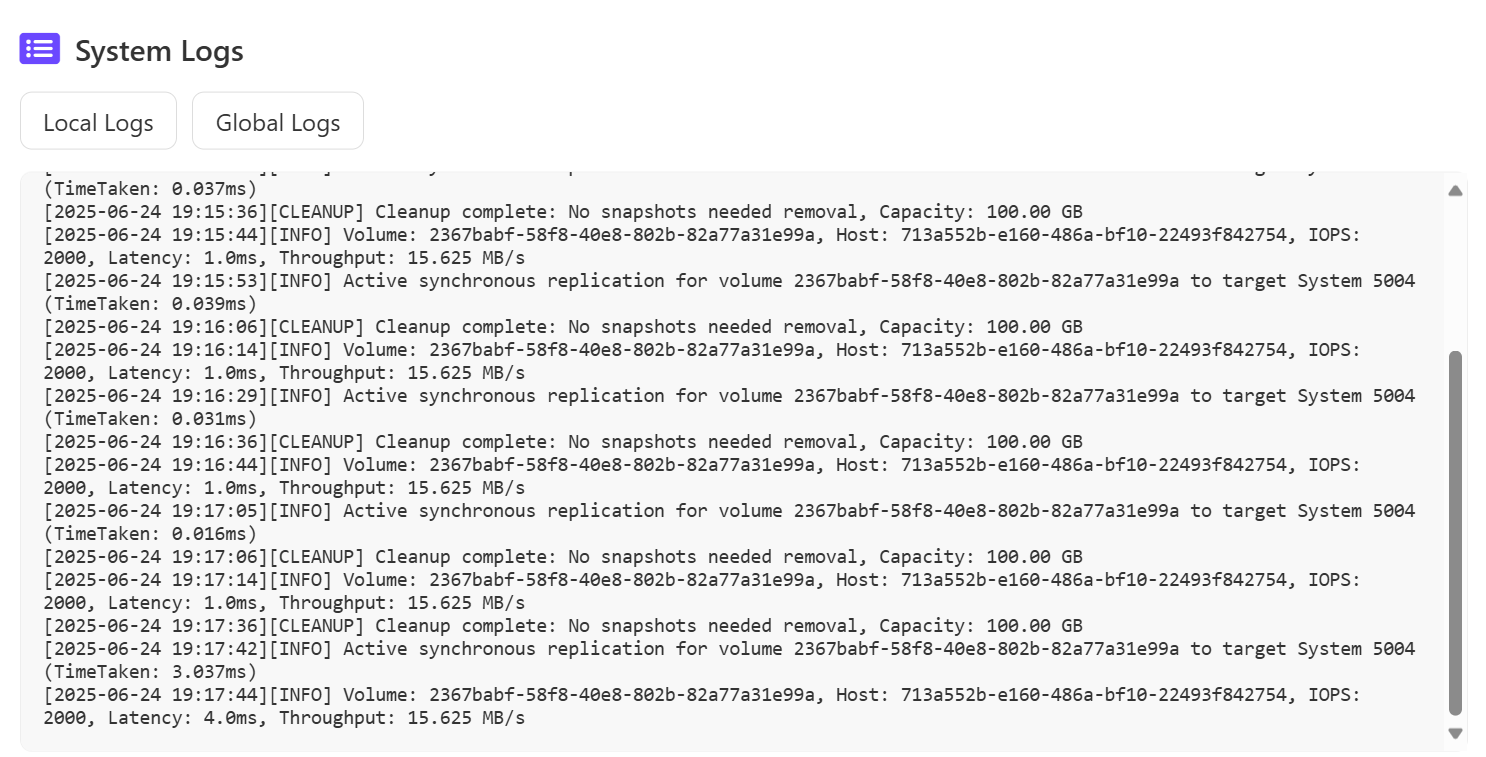 System Logs
Local Logs
Global Logs
(TimeTaken: 0.037ms)
[2025-06-24 19:15:36][CLEANUP] Cleanup complete: No snapshots needed removal, Capacity: 100.00 GB
[2025-06-24 19:15:44][INFO] Volume: 2367babf-58f8-40e8-802b-82a77a31e99a, Host: 713a552b-e160-486a-bf10-22493f842754, IOPS:
2000, Latency: 1.0ms, Throughput: 15.625 MB/s
[2025-06-24 19:15:53][INFO] Active synchronous replication for volume 2367babf-58f8-40e8-802b-82a77a31e99a to target System 5004
(TimeTaken: 0.039ms)
[2025-06-24 19:16:06][CLEANUP] Cleanup complete: No snapshots needed removal, Capacity: 100.00 GB
[2025-06-24 19:16:14][INFO] Volume: 2367babf-58f8-40e8-802b-82a77a31e99a, Host: 713a552b-e160-486a-bf10-22493f842754, IOPS:
2000, Latency: 1.0ms, Throughput: 15.625 MB/s
[2025-06-24 19:16:29][INFO] Active synchronous replication for volume 2367babf-58f8-40e8-802b-82a77a31e99a to target System 5004
(TimeTaken: 0.031ms)
[2025-06-24 19:16:36][CLEANUP] Cleanup complete: No snapshots needed removal, Capacity: 100.00 GB
[2025-06-24 19:16:44][INFO] Volume: 2367babf-58f8-40e8-802b-82a77a31e99a, Host: 713a552b-e160-486a-bf10-22493f842754, IOPS:
2000, Latency: 1.0ms, Throughput: 15.625 MB/s
[2025-06-24 19:17:05][INFO] Active synchronous replication for volume 2367babf-58f8-40e8-802b-82a77a31e99a to target System 5004
(TimeTaken: 0.016ms)
[2025-06-24 19:17:06][CLEANUP] Cleanup complete: No snapshots needed removal, Capacity: 100.00 GB
[2025-06-24 19:17:14][INFO] Volume: 2367babf-58f8-40e8-802b-82a77a31e99a, Host: 713a552b-e160-486a-bf10-22493f842754, IOPS:
2000, Latency: 1.0ms, Throughput: 15.625 MB/s
[2025-06-24 19:17:36][CLEANUP] Cleanup complete: No snapshots needed removal, Capacity: 100.00 GB
[2025-06-24 19:17:42][INFO] Active synchronous replication for volume 2367babf-58f8-40e8-802b-82a77a31e99a to target System 5004
(TimeTaken: 3.037ms)
[2025-06-24 19:17:44][INFO] Volume: 2367babf-58f8-40e8-802b-82a77a31e99a, Host: 713a552b-e160-486a-bf10-22493f842754, IOPS:
2000, Latency: 4.0ms, Throughput: 15.625 MB/s